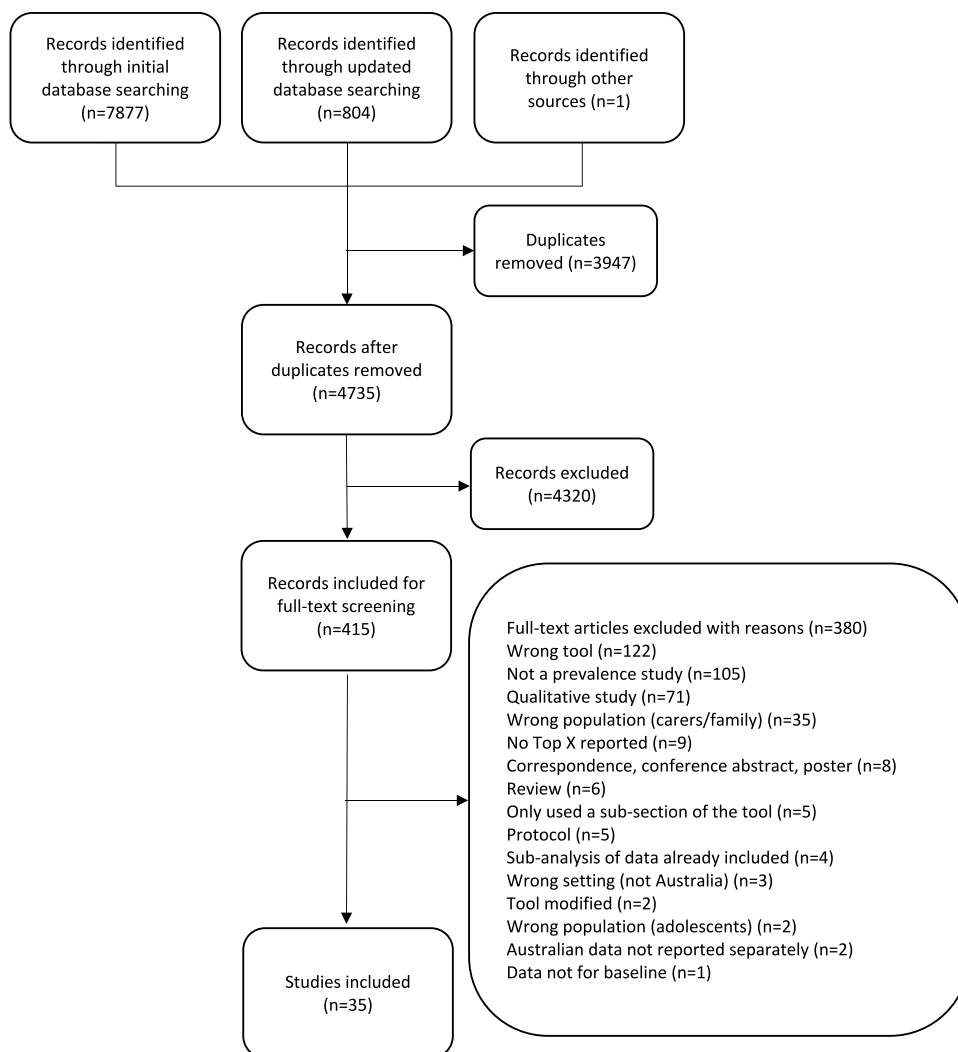 Records identified
through initial
database searching
(n=7877)
Records identified
through updated
database searching
(n=804)
Records identified
through other
sources (n=1)
Duplicates
removed (n=3947)
Records after
duplicates removed
(n=4735)
Records excluded
(n=4320)
Records included for
full-text screening
(n=415)
Full-text articles excluded with reasons (n=380)
Wrong tool (n=122)
Not a prevalence study (n=105)
Qualitative study (n=71)
Wrong population (carers/family) (n=35)
No Top X reported (n=9)
Correspondence, conference abstract, poster (n=8)
Review (n=6)
Only used a sub-section of the tool (n=5)
Protocol (n=5)
Sub-analysis of data already included (n=4)
Wrong setting (not Australia) (n=3)
Tool modified (n=2)
Wrong population (adolescents) (n=2)
Australian data not reported separately (n=2)
Data not for baseline (n=1)
Studies included
(n=35)